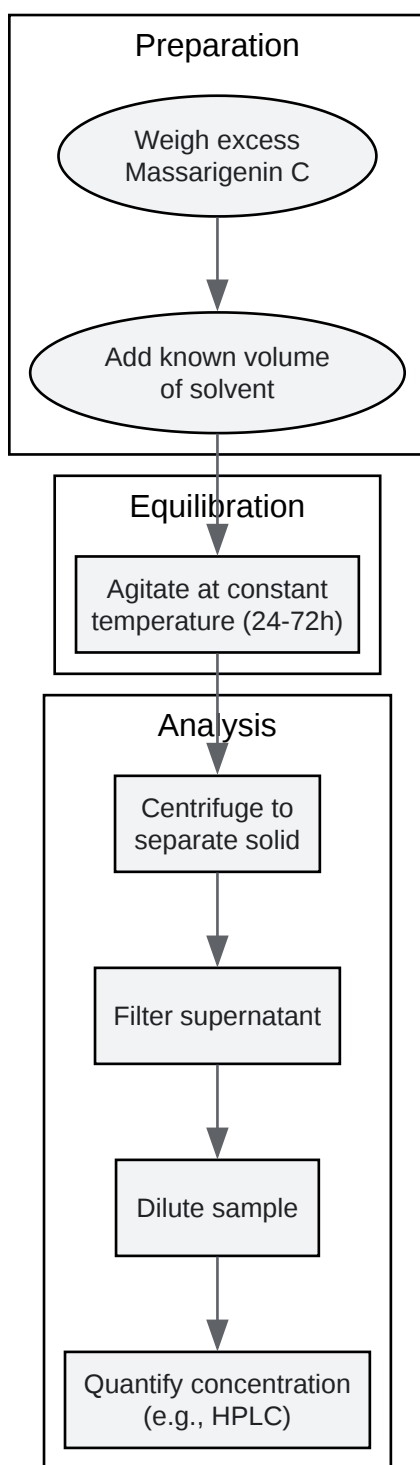 Preparation
Weigh excess
Massarigenin C
Add known volume
of solvent
Equilibration
Agitate at constant
temperature (24-72h)
Analysis
Centrifuge to
separate solid
Filter supernatant
Dilute sample
Quantify concentration
(e.g., HPLC)